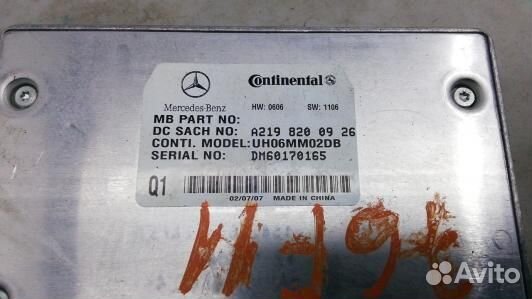 Continental
Mercedes-Benz HW: 0606 SW: 1106
MB PART NO:
DC SACH NO: A219 820 09 26
CONTI. MODEL:UH06MM02DB
SERIAL NO: DM60170165
Q1
02/07/07 MADE IN CHINA
Avito